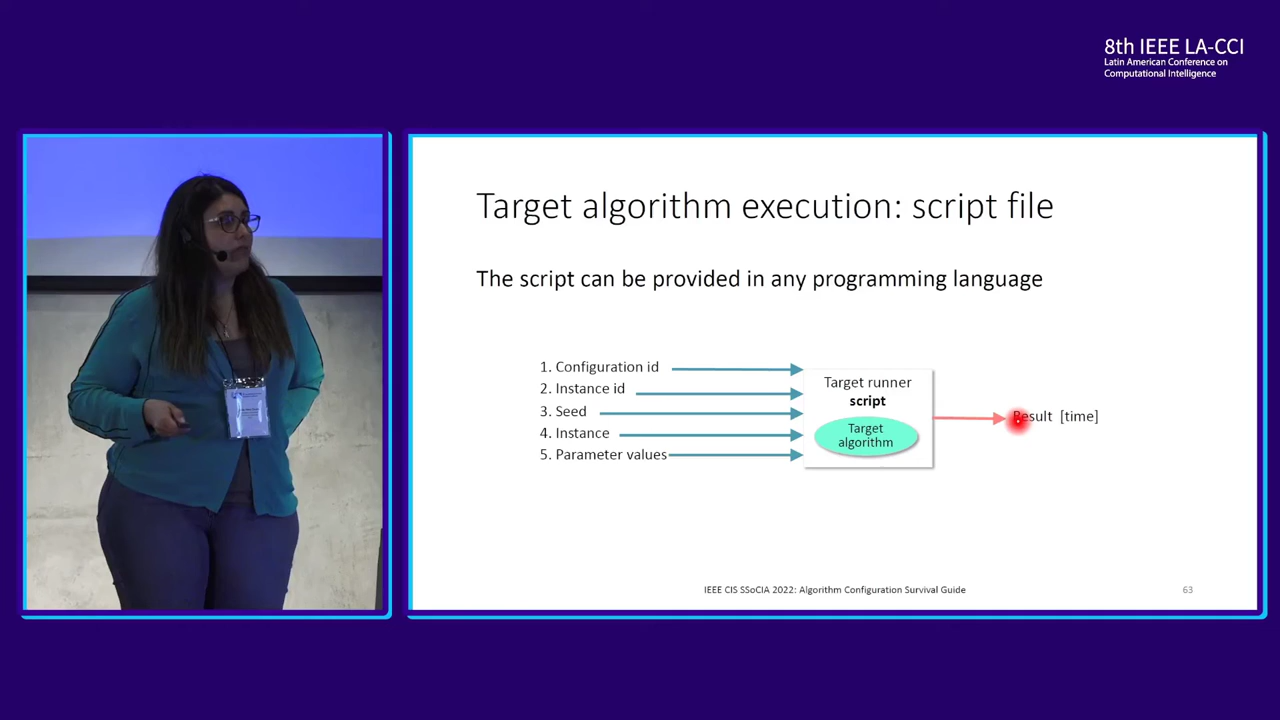 8th IEEE LA-CCI
Latin American Conference on
Computational Intelligence
Target algorithm execution: script file
The script can be provided in any programming language
1. Configuration id
2. Instance id
3. Seed
4. Instance
5. Parameter values
Target runner
script
Target
algorithm
Result [time]
IEEE CIS SSoCIA 2022: Algorithm Configuration Survival Guide
63